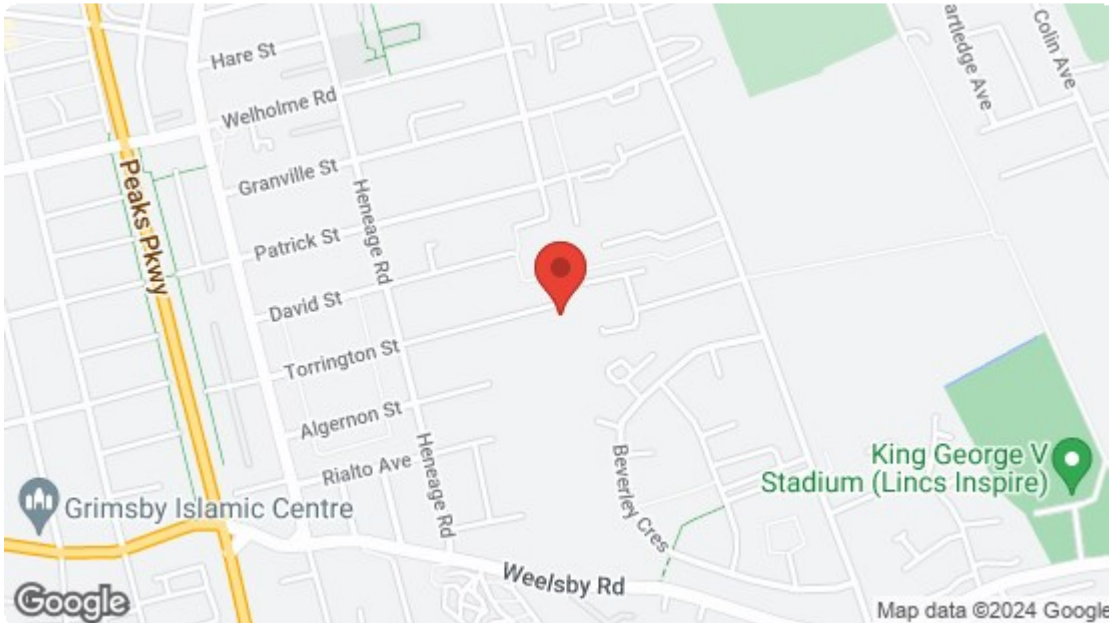 Hare St
Welholme Rd
Granville St
Patrick St
David St
Torrington St
Algernon St
Rialto Ave
Heneage Rd
Heneage Rd
Peaks Pkwy
Colin Ave
Beverley Cres
King George V
Stadium (Lincs Inspire)
Grimsby Islamic Centre
Weelsby Rd
Google
Map data ©2024 Google